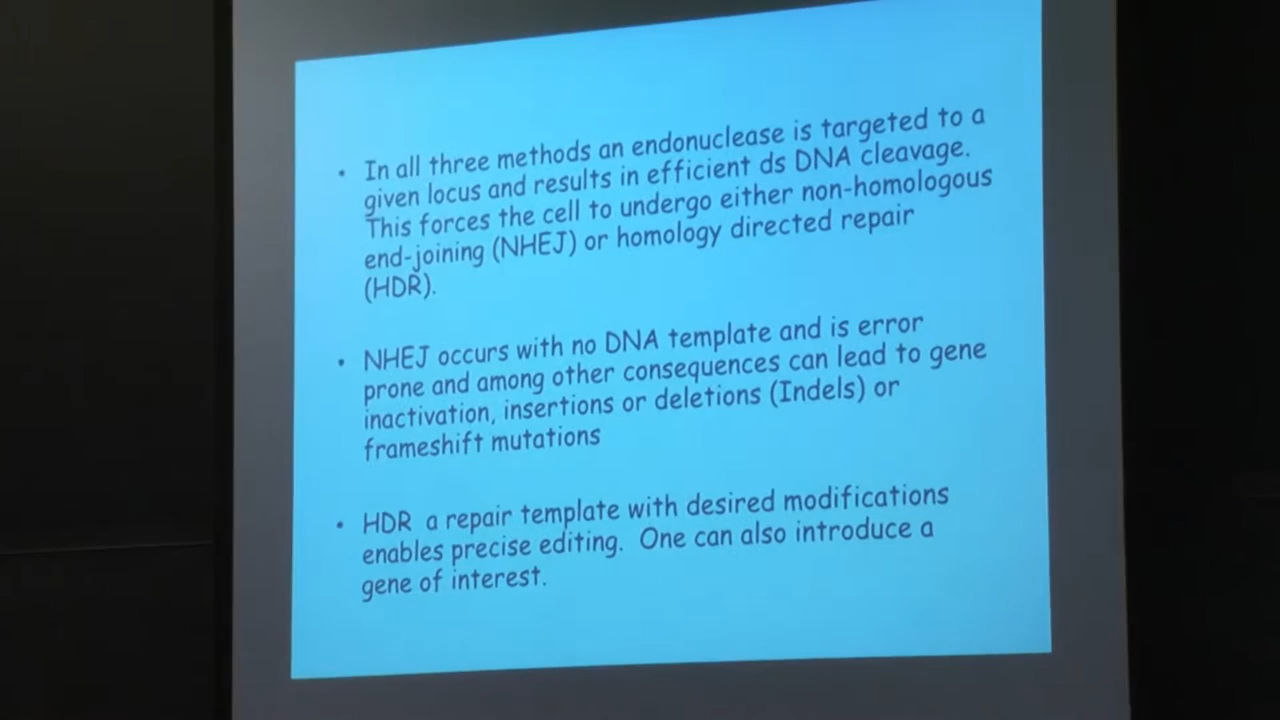 • In all three methods an endonuclease is targeted to a
given locus and results in efficient ds DNA cleavage.
This forces the cell to undergo either non-homologous
end-joining (NHEJ) or homology directed repair
(HDR).
• NHEJ occurs with no DNA template and is error
prone and among other consequences can lead to gene
inactivation, insertions or deletions (Indels) or
frameshift mutations
• HDR a repair template with desired modifications
enables precise editing. One can also introduce a
gene of interest.